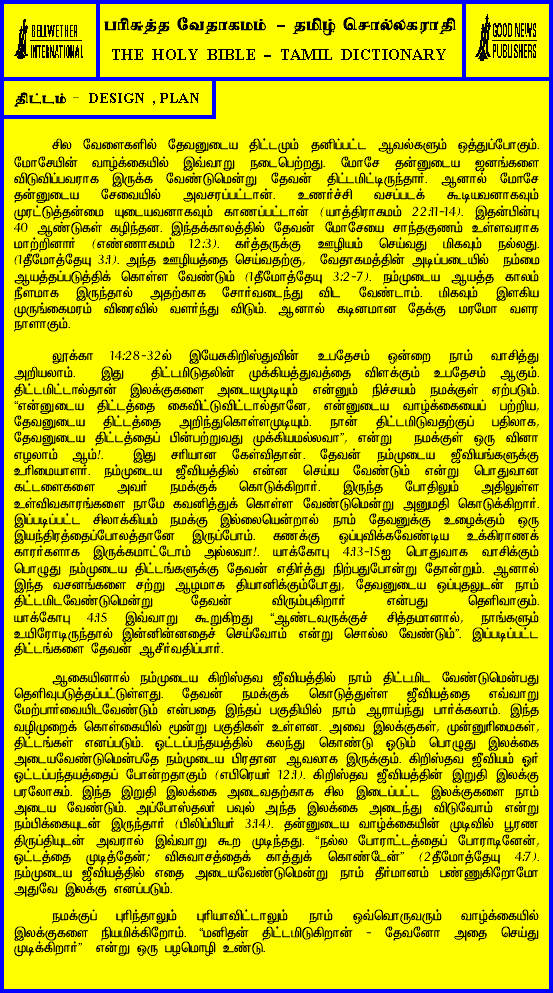 BELLWETHER
INTERNATIONAL
பரிசுத்த வேதாகமம் – தமிழ் சொல்லகராதி
THE HOLY BIBLE – TAMIL DICTIONARY
GOOD NEWS
PUBLISHERS
திட்டம் – DESIGN , PLAN
சில வேளைகளில் தேவனுடைய திட்டமும் தனிப்பட்ட ஆவல்களும் ஒத்துப்போகும்.
மோசேயின் வாழ்க்கையில் இவ்வாறு நடைபெற்றது. மோசே தன்னுடைய ஜனங்களை
விடுவிப்பவராக இருக்க வேண்டுமென்று தேவன் திட்டமிட்டிருந்தார். ஆனால் மோசே
தன்னுடைய சேவையில் அவசரப்பட்டான். உணர்ச்சி வசப்படக் கூடியவனாகவும்
முரட்டுத்தன்மை யுடையவனாகவும் காணப்பட்டான் (யாத்திராகமம் 22:11-14). இதன்பின்பு
40 ஆண்டுகள் கழிந்தன. இந்தக்காலத்தில் தேவன் மோசேயை சாந்தகுணம் உள்ளவராக
மாற்றினார் (எண்ணாகமம் 12:3). கர்த்தருக்கு ஊழியம் செய்வது மிகவும் நல்லது.
(1தீமோத்தேயு 3:1). அந்த ஊழியத்தை செய்வதற்கு, வேதாகமத்தின் அடிப்படையில் நம்மை
ஆயத்தப்படுத்திக் கொள்ள வேண்டும் (1தீமோத்தேயு 3:2-7). நம்முடைய ஆயத்த காலம்
நீளமாக இருந்தால் அதற்காக சோர்வடைந்து விட வேண்டாம். மிகவும் இளகிய
முருங்கைமரம் விரைவில் வளர்ந்து விடும். ஆனால் கடினமான தேக்கு மரமோ வளர
நாளாகும்.
லூக்கா 14:28-32ல் இயேசுகிறிஸ்துவின் உபதேசம் ஒன்றை நாம் வாசித்து
அறியலாம். இது திட்டமிடுதலின் முக்கியத்துவத்தை விளக்கும் உபதேசம் ஆகும்.
திட்டமிட்டால்தான் இலக்குகளை அடையமுடியும் என்னும் நிச்சயம் நமக்குள் ஏற்படும்.
“என்னுடைய திட்டத்தை கைவிட்டுவிட்டால்தானே, என்னுடைய வாழ்க்கையைப் பற்றிய,
தேவனுடைய திட்டத்தை அறிந்துகொள்ளமுடியும். நான் திட்டமிடுவதற்குப் பதிலாக,
தேவனுடைய திட்டத்தைப் பின்பற்றுவது முக்கியமல்லவா”, என்று நமக்குள் ஒரு வினா
எழலாம் ஆம்!. இது சரியான கேள்விதான். தேவன் நம்முடைய ஜீவியங்களுக்கு
உரிமையாளர். நம்முடைய ஜீவியத்தில் என்ன செய்ய வேண்டும் என்று பொதுவான
கட்டளைகளை அவர் நமக்குக் கொடுக்கிறார். இருந்த போதிலும் அதிலுள்ள
உள்விவகாரங்களை நாமே கவனித்துக் கொள்ள வேண்டுமென்று அனுமதி கொடுக்கிறார்.
இப்படிப்பட்ட சிலாக்கியம் நமக்கு இல்லையென்றால் நாம் தேவனுக்கு உழைக்கும் ஒரு
இயந்திரத்தைப்போலத்தானே இருப்போம். கணக்கு ஒப்புவிக்கவேண்டிய உக்கிராணக்
காரர்களாக இருக்கமாட்டோம் அல்லவா!. யாக்கோபு 4:13-15ஐ பொதுவாக வாசிக்கும்
பொழுது நம்முடைய திட்டங்களுக்கு தேவன் எதிர்த்து நிற்பதுபோன்று தோன்றும். ஆனால்
இந்த வசனங்களை சற்று ஆழமாக தியானிக்கும்போது, தேவனுடைய ஒப்புதலுடன் நாம்
திட்டமிடவேண்டுமென்று தேவன் விரும்புகிறார் என்பது தெளிவாகும்.
யாக்கோபு 4:15 இவ்வாறு கூறுகிறது “ஆண்டவருக்குச் சித்தமானால், நாங்களும்
உயிரோடிருந்தால் இன்னின்னதைச் செய்வோம் என்று சொல்ல வேண்டும்”. இப்படிப்பட்ட
திட்டங்களை தேவன் ஆசீர்வதிப்பார்.
ஆகையினால் நம்முடைய கிறிஸ்தவ ஜீவியத்தில் நாம் திட்டமிட வேண்டுமென்பது
தெளிவுபடுத்தப்பட்டுள்ளது. தேவன் நமக்குக் கொடுத்துள்ள ஜீவியத்தை எவ்வாறு
மேற்பார்வையிடவேண்டும் என்பதை இந்தப் பகுதியில் நாம் ஆராய்ந்து பார்க்கலாம். இந்த
வழிமுறைக் கொள்கையில் மூன்று பகுதிகள் உள்ளன. அவை இலக்குகள், முன்னுரிமைகள்,
திட்டங்கள் எனப்படும். ஓட்டப்பந்தயத்தில் கலந்து கொண்டு ஓடும் பொழுது இலக்கை
அடையவேண்டுமென்பதே நம்முடைய பிரதான ஆவலாக இருக்கும். கிறிஸ்தவ ஜீவியம் ஓர்
ஓட்டப்பந்தயத்தைப் போன்றதாகும் (எபிரெயர் 12:1). கிறிஸ்தவ ஜீவியத்தின் இறுதி இலக்கு
பரலோகம். இந்த இறுதி இலக்கை அடைவதற்காக சில இடைப்பட்ட இலக்குகளை நாம்
அடைய வேண்டும். அப்போஸ்தலர் பவுல் அந்த இலக்கை அடைந்து விடுவோம் என்று
நம்பிக்கையுடன் இருந்தார் (பிலிப்பியர் 3:14). தன்னுடைய வாழ்க்கையின் முடிவில் பூரண
திருப்தியுடன் அவரால் இவ்வாறு கூற முடிந்தது. “நல்ல போராட்டத்தைப் போராடினேன்,
ஓட்டத்தை முடித்தேன்; விசுவாசத்தைக் காத்துக் கொண்டேன்” (2தீமோத்தேயு 4:7).
நம்முடைய ஜீவியத்தில் எதை அடையவேண்டுமென்று நாம் தீர்மானம் பண்ணுகிறோமோ
அதுவே இலக்கு எனப்படும்.
நமக்குப் புரிந்தாலும் புரியாவிட்டாலும் நாம் ஒவ்வொருவரும் வாழ்க்கையில்
இலக்குகளை நியமிக்கிறோம். “மனிதன் திட்டமிடுகிறான் – தேவனோ அதை செய்து
முடிக்கிறார்” என்று ஒரு பழமொழி உண்டு.